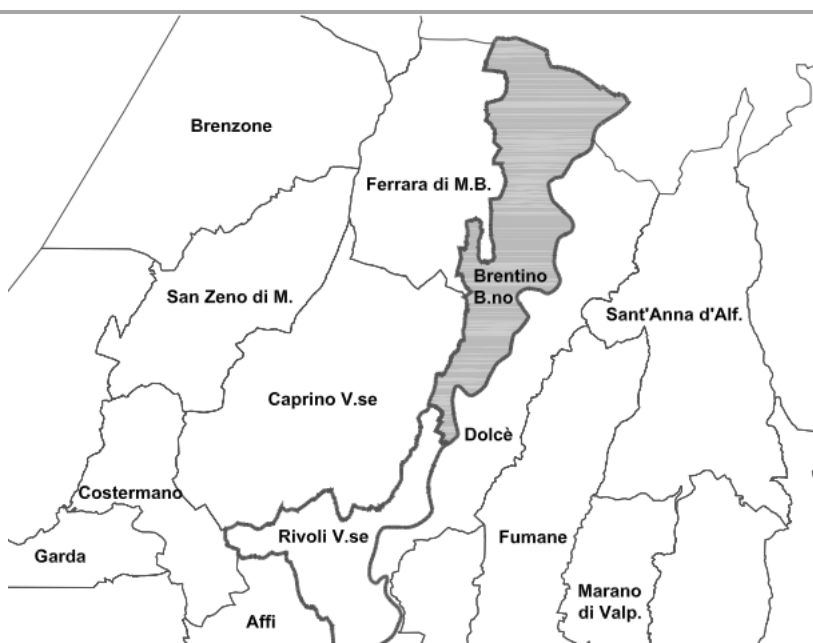 Brenzone
Ferrara di M.B.
San Zeno di M.
Brentino
B.no
Sant'Anna d'Alf.
Caprino V.se
Dolcè
Costermano
Rivoli V.se
Fumane
Garda
Marano
di Valp.
Affi